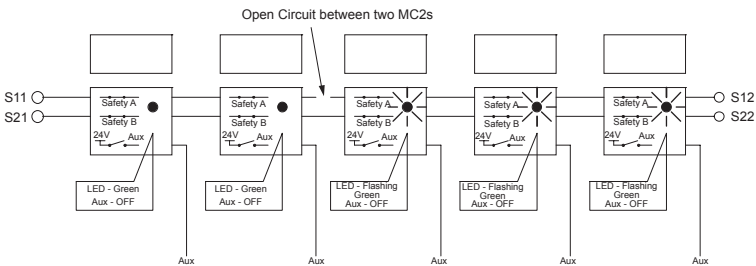 Open Circuit between two MC2s
S11
S21
Safety A
Safety B
24V
Aux
LED - Green
Aux - OFF
Aux
Safety A
Safety B
24V
Aux
LED - Green
Aux - OFF
Aux
Safety A
Safety B
24V
Aux
LED - Flashing
Green
Aux - OFF
Aux
Safety A
Safety B
24V
Aux
LED - Flashing
Green
Aux - OFF
Aux
Safety A
Safety B
24V
Aux
LED - Flashing
Green
Aux - OFF
Aux
S12
S22